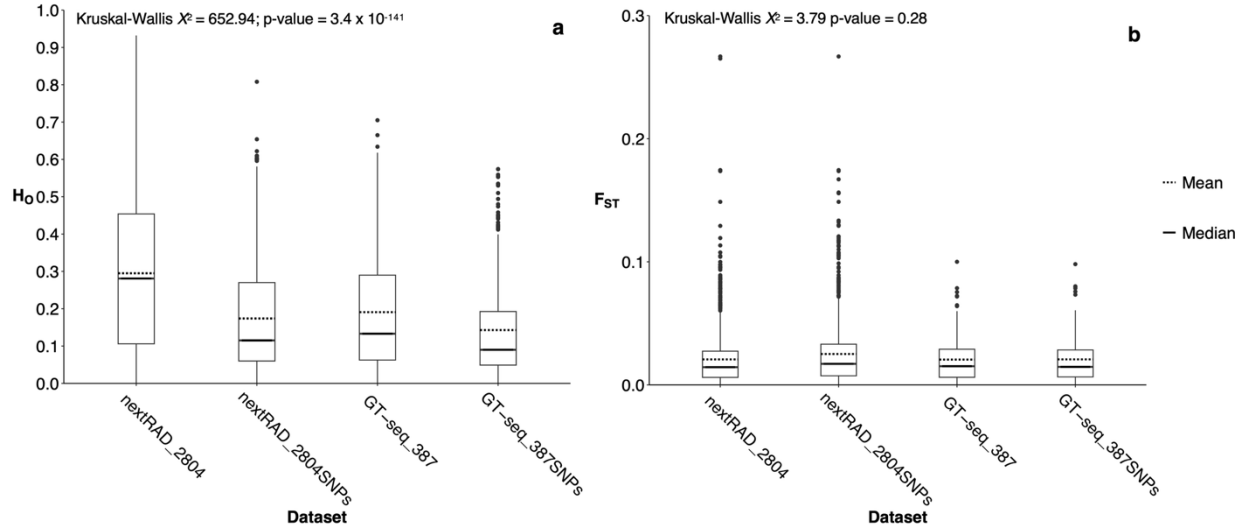 Kruskal-Wallis X² = 652.94; p-value = 3.4 x 10⁻¹⁴¹
a
1.0
0.9
0.8
0.7
0.6
0.5
0.4
0.3
0.2
0.1
0.0
Hₒ
nextRAD_2804
nextRAD_2804SNPs
GT-seq_387
GT-seq_387SNPs
Dataset
Kruskal-Wallis X² = 3.79 p-value = 0.28
b
0.3
0.2
0.1
0.0
F_ST
nextRAD_2804
nextRAD_2804SNPs
GT-seq_387
GT-seq_387SNPs
Dataset
Mean
Median